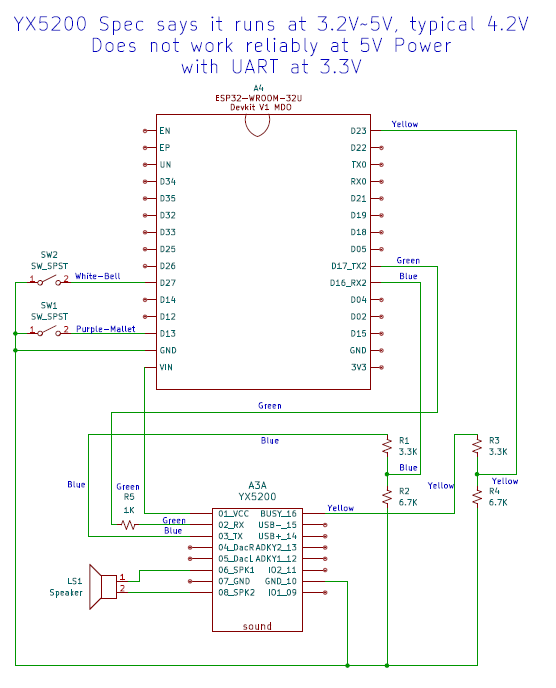 YX5200 Spec says it runs at 3.2V~5V, typical 4.2V
Does not work reliably at 5V Power
with UART at 3.3V
A4
ESP32-WROOM-32U
Devkit V1 MDO
EN
EP
UN
D34
D35
D32
D33
D25
D26
D27
D14
D12
D13
GND
VIN
D23
D22
TX0
RX0
D21
D19
D18
D05
D17_TX2
D16_RX2
D04
D02
D15
GND
3V3
Yellow
Green
Blue
SW2
SW_SPST
1
2
White-Bell
SW1
SW_SPST
1
2
Purple-Mallet
Green
Blue
R1
3.3K
R3
3.3K
Blue
Yellow
Yellow
R2
6.7K
R4
6.7K
Blue
Green
R5
1K
Green
Blue
Yellow
A3A
YX5200
01_VCC
02_RX
03_TX
04_DacR
05_DacL
06_SPK1
07_GND
08_SPK2
BUSY_16
USB-_15
USB+_14
ADKY2_13
ADKY1_12
IO2_11
GND_10
IO1_09
sound
LS1
Speaker
1
2